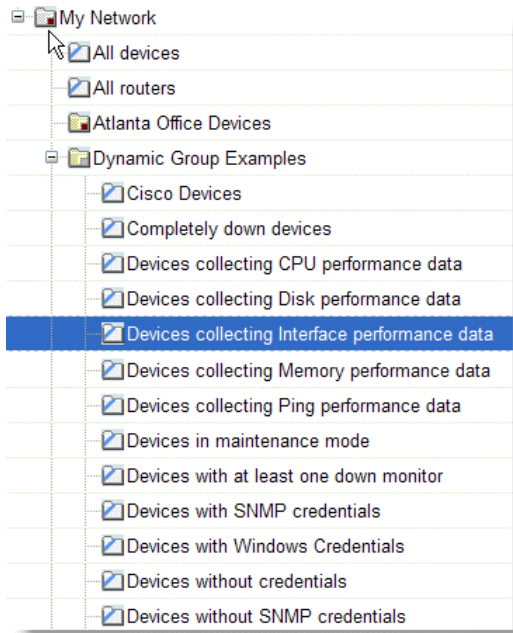 My Network
All devices
All routers
Atlanta Office Devices
Dynamic Group Examples
Cisco Devices
Completely down devices
Devices collecting CPU performance data
Devices collecting Disk performance data
Devices collecting Interface performance data
Devices collecting Memory performance data
Devices collecting Ping performance data
Devices in maintenance mode
Devices with at least one down monitor
Devices with SNMP credentials
Devices with Windows Credentials
Devices without credentials
Devices without SNMP credentials